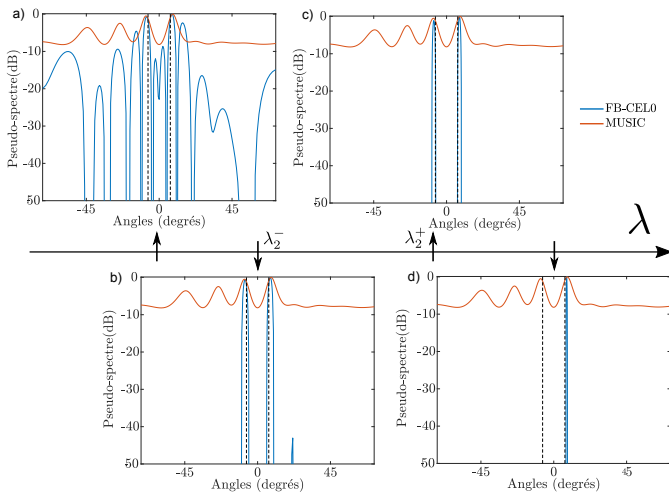 a)
0
-10
-20
-30
-40
50
-45
0
45
Pseudo-spectre(dB)
Angles (degrés)
c)
0
-10
-20
-30
-40
50
-45
0
45
Pseudo-spectre(dB)
Angles (degrés)
FB-CEL0
MUSIC
λ₂⁻
λ₂⁺
λ
b)
0
-10
-20
-30
-40
50
-45
0
45
Pseudo-spectre(dB)
Angles (degrés)
d)
0
-10
-20
-30
-40
50
-45
0
45
Pseudo-spectre(dB)
Angles (degrés)